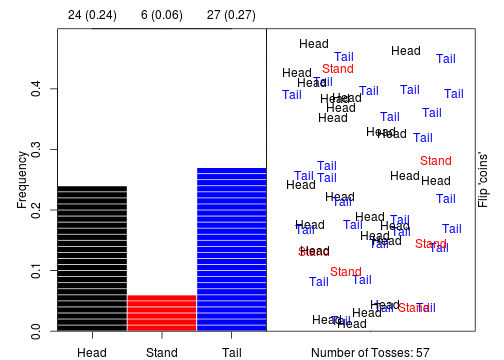 24 (0.24) 6 (0.06) 27 (0.27)
Frequency
0.0 0.1 0.2 0.3 0.4
Head Stand Tail
Head
Head
Tail
Tail
Stand
Head
Tail
Head
Tail
Tail
Tail
Tail
Head
Head
Head
Tail
Head
Tail
Head
Head
Tail
Stand
Tail
Tail
Head
Tail
Head
Head
Head
Tail
Tail
Head
Tail
Head
Tail
Head
Tail
Tail
Tail
Head
Head
Tail
Stand
Tail
Stand
Head
Stand
Tail
Tail
Head
Tail
Stand
Tail
Head
Head
Tail
Head
Flip 'coins'
Number of Tosses: 57